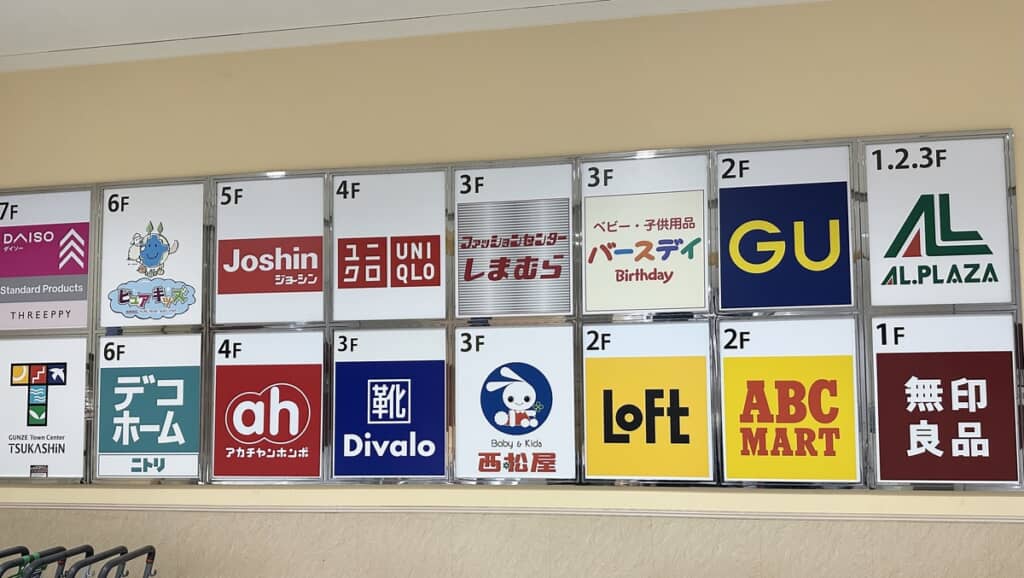 7F
DAISO
ダイソー
Standard Products
THREEPPY
6F
ピュアキッズ
5F
Joshin
ジョーシン
4F
ユニクロ
UNIQLO
3F
ファッションセンター
しまむら
3F
ベビー・子供用品
バースデイ
Birthday
2F
GU
1.2.3F
AL
AL.PLAZA
T
GUNZE Town Center
TSUKASHiN
6F
デコ
ホーム
ニトリ
4F
ah
アカチャンホンポ
3F
靴
Divalo
3F
Baby & Kids
西松屋
2F
LoFt
2F
ABC
MART
1F
無印
良品